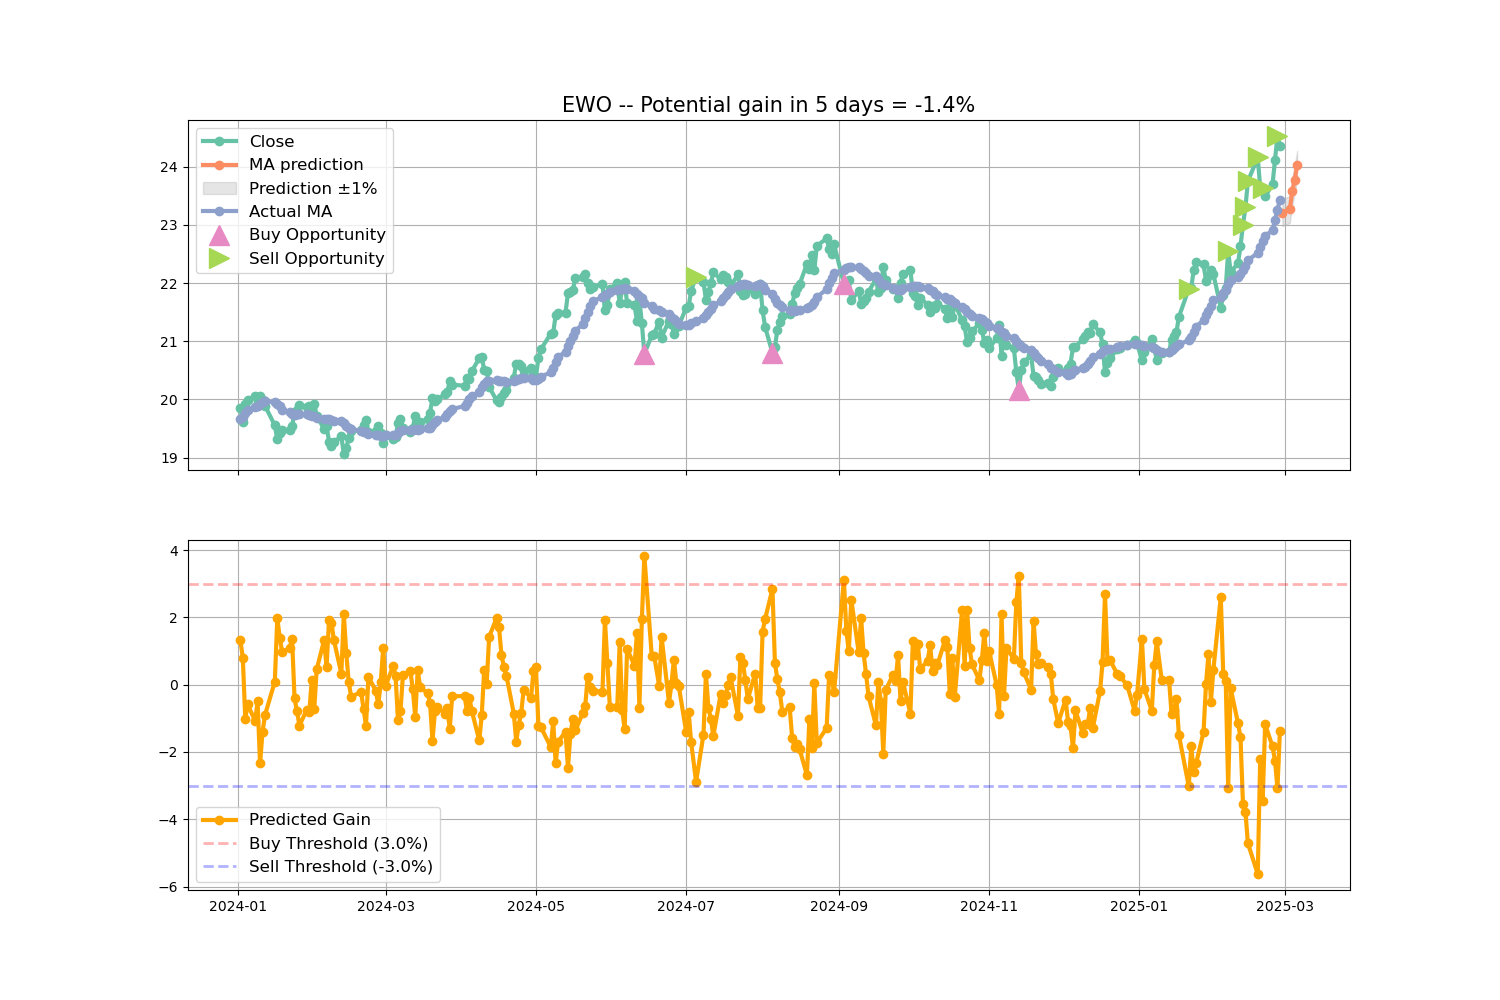 EWO -- Potential gain in 5 days = -1.4%
Close
MA prediction
Prediction ±1%
Actual MA
Buy Opportunity
Sell Opportunity
24
23
22
21
20
19
4
2
0
−2
−4
−6
Predicted Gain
Buy Threshold (3.0%)
Sell Threshold (-3.0%)
2024-01 2024-03 2024-05 2024-07 2024-09 2024-11 2025-01 2025-03